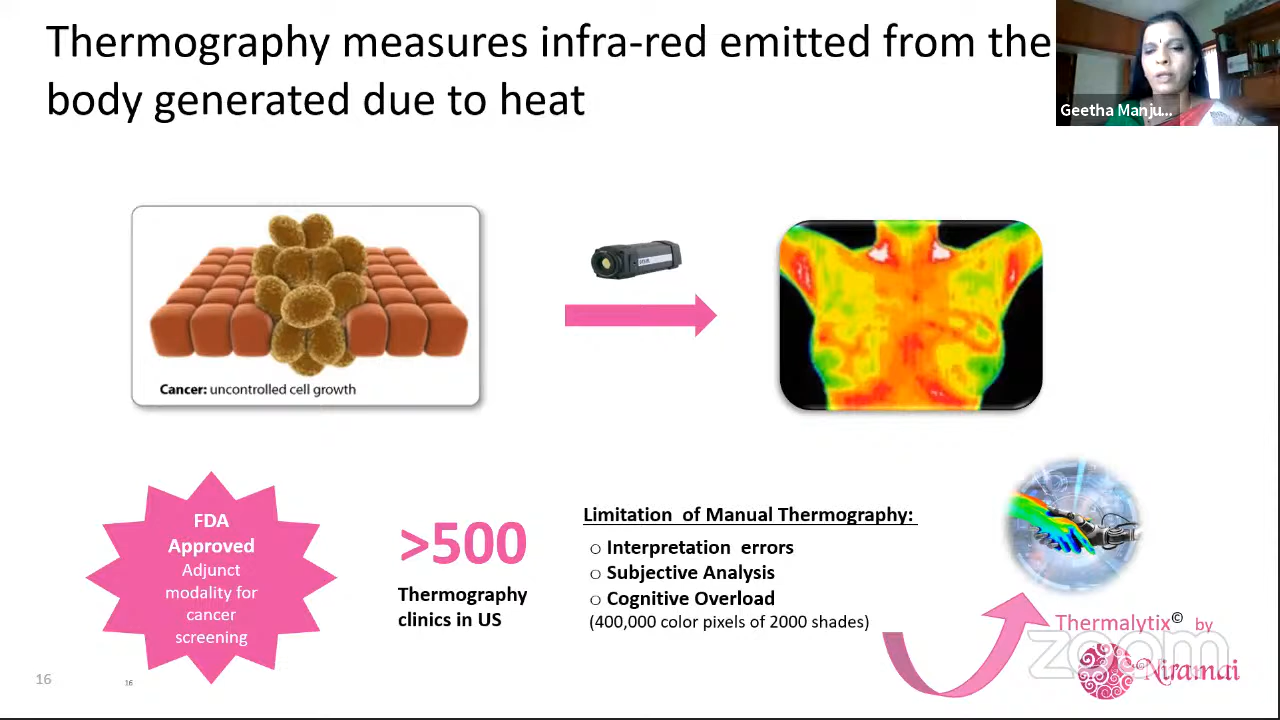 Thermography measures infra-red emitted from the
body generated due to heat
Geetha Manju...
Cancer: uncontrolled cell growth
FDA
Approved
Adjunct
modality for
cancer
screening
>500
Thermography
clinics in US
Limitation of Manual Thermography:
o Interpretation errors
o Subjective Analysis
o Cognitive Overload
(400,000 color pixels of 2000 shades)
Thermalytix© by
Niramai
zoom
16
16